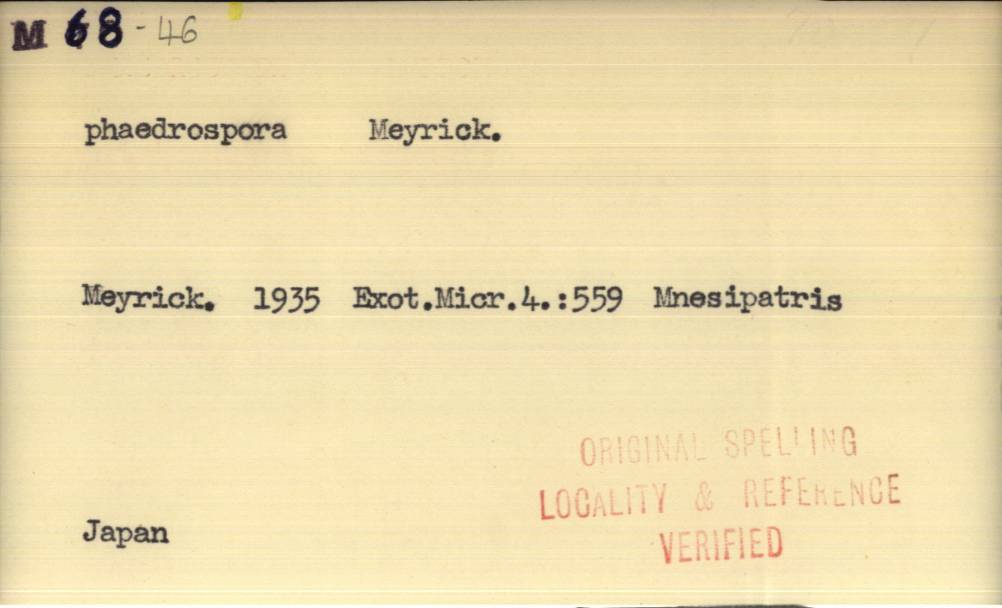 M 68-46
phaedrospora Meyrick.
Meyrick. 1935 Exot.Micr.4.:559 Mnesipatris
Japan
ORIGINAL SPELLING
LOCALITY & REFERENCE
VERIFIED